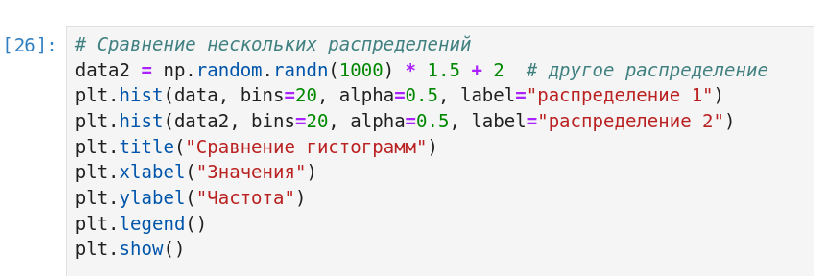 [26]: # Сравнение нескольких распределений
data2 = np.random.randn(1000) * 1.5 + 2  # другое распределение
plt.hist(data, bins=20, alpha=0.5, label="распределение 1")
plt.hist(data2, bins=20, alpha=0.5, label="распределение 2")
plt.title("Сравнение гистограмм")
plt.xlabel("Значения")
plt.ylabel("Частота")
plt.legend()
plt.show()